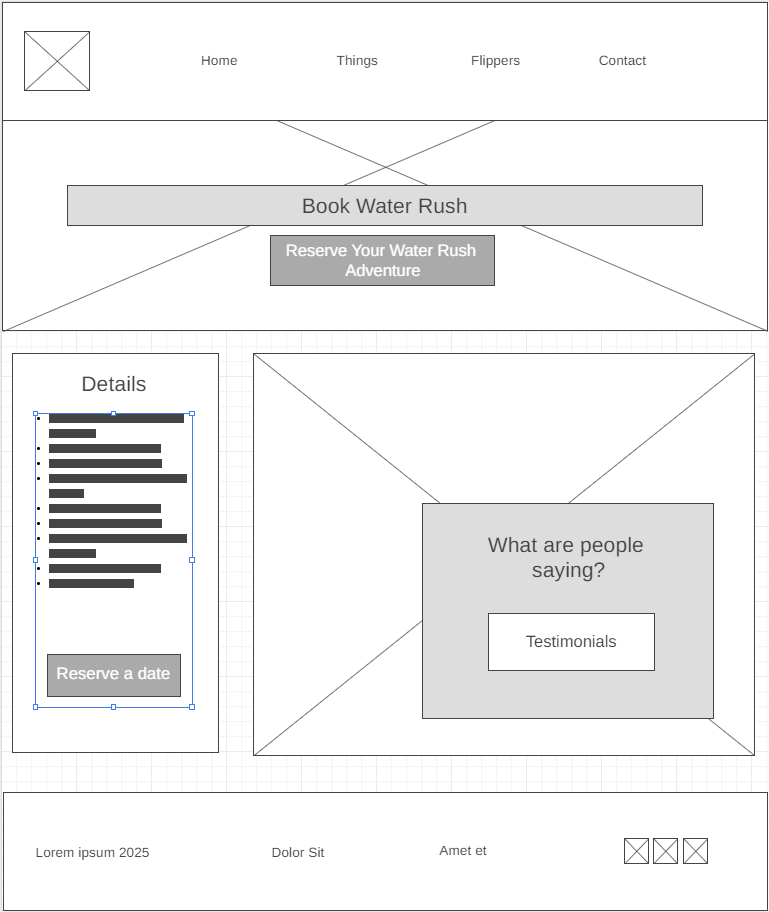 Home Things Flippers Contact
Book Water Rush
Reserve Your Water Rush
Adventure
Details
What are people
saying?
Testimonials
Reserve a date
Lorem ipsum 2025 Dolor Sit Amet et